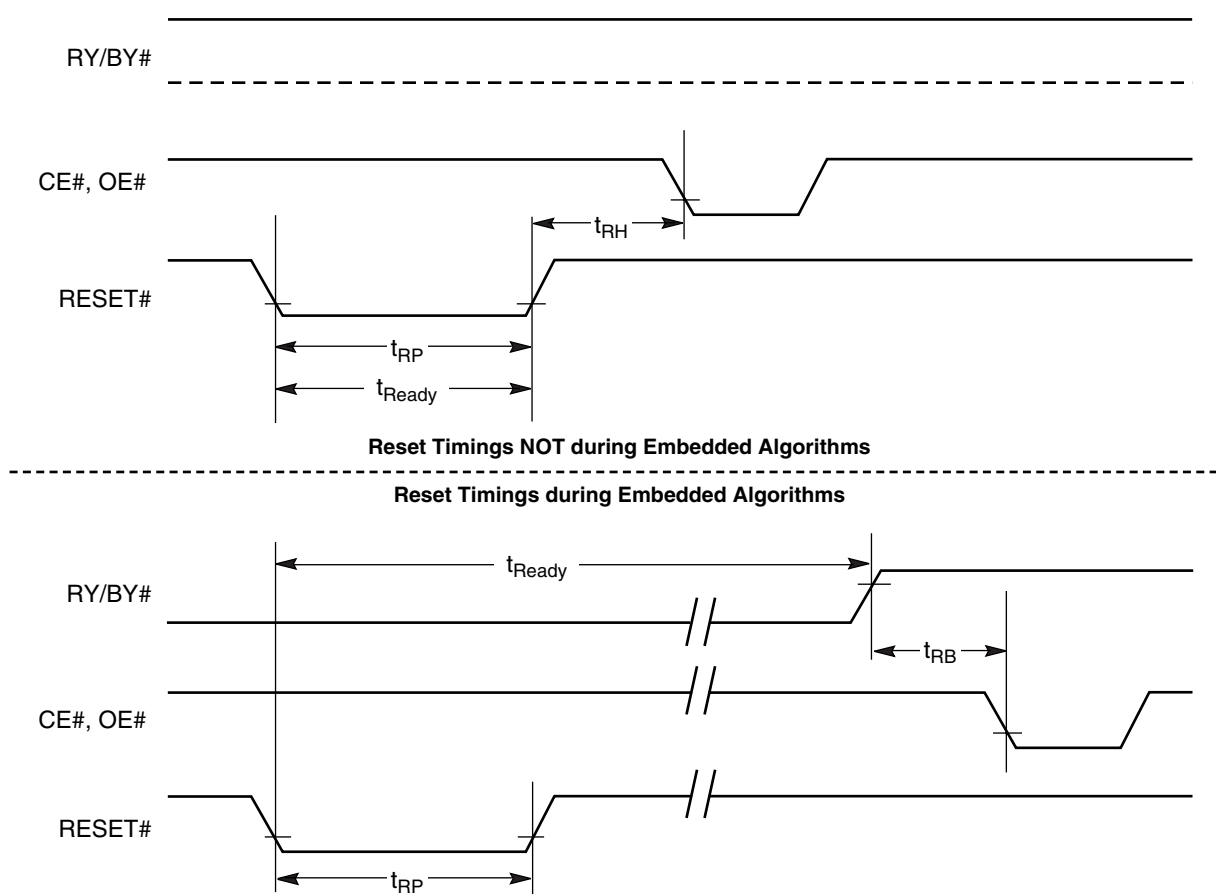 RY/BY#
CE#, OE#
tRH
RESET#
tRP
tReady
Reset Timings NOT during Embedded Algorithms
Reset Timings during Embedded Algorithms
tReady
RY/BY#
tRB
CE#, OE#
RESET#
tRP